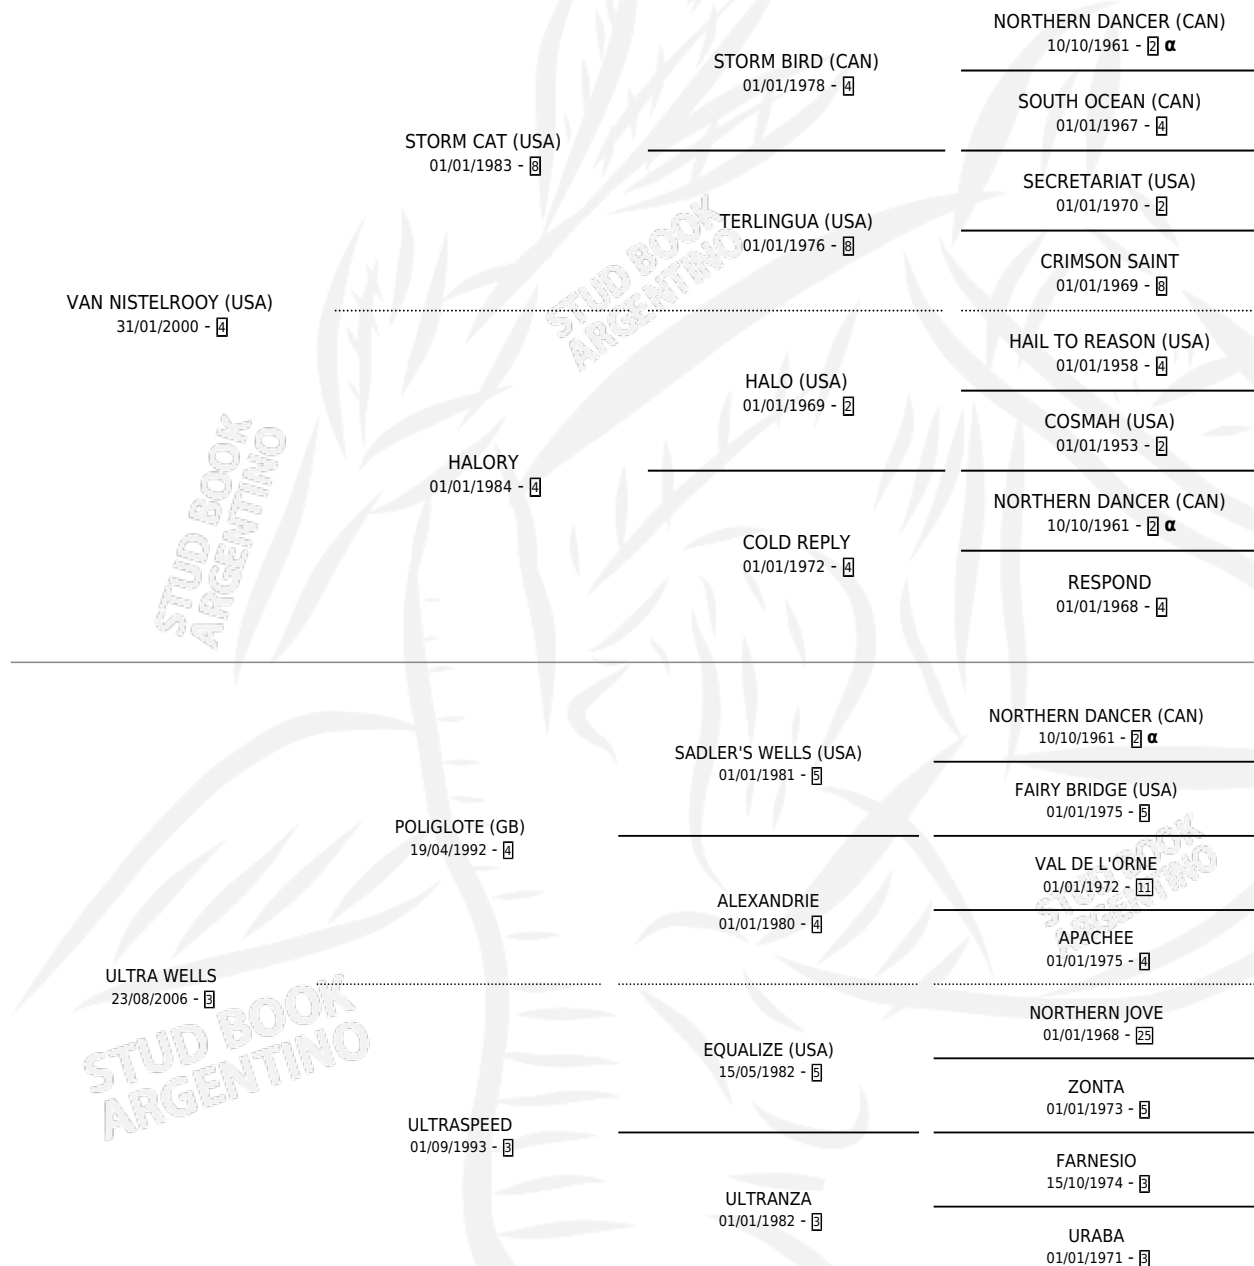 NORTHERN DANCER (CAN)
10/10/1961 - 2 α
STORM BIRD (CAN)
01/01/1978 - 4
SOUTH OCEAN (CAN)
01/01/1967 - 4
STORM CAT (USA)
01/01/1983 - 8
SECRETARIAT (USA)
01/01/1970 - 2
TERLINGUA (USA)
01/01/1976 - 8
CRIMSON SAINT
01/01/1969 - 8
VAN NISTELROOY (USA)
31/01/2000 - 4
HAIL TO REASON (USA)
01/01/1958 - 4
HALO (USA)
01/01/1969 - 2
COSMAH (USA)
01/01/1953 - 2
HALORY
01/01/1984 - 4
NORTHERN DANCER (CAN)
10/10/1961 - 2 α
COLD REPLY
01/01/1972 - 4
RESPOND
01/01/1968 - 4
NORTHERN DANCER (CAN)
10/10/1961 - 2 α
SADLER'S WELLS (USA)
01/01/1981 - 5
FAIRY BRIDGE (USA)
01/01/1975 - 5
POLIGLOTE (GB)
19/04/1992 - 4
VAL DE L'ORNE
01/01/1972 - 11
ALEXANDRIE
01/01/1980 - 4
APACHEE
01/01/1975 - 4
ULTRA WELLS
23/08/2006 - 3
NORTHERN JOVE
01/01/1968 - 25
EQUALIZE (USA)
15/05/1982 - 5
ZONTA
01/01/1973 - 5
ULTRASPEED
01/09/1993 - 3
FARNESIO
15/10/1974 - 3
ULTRANZA
01/01/1982 - 3
URABA
01/01/1971 - 3
STUD BOOK
ARGENTINO
STUD BOOK
ARGENTINO
STUD BOOK
ARGENTINO
STUD BOOK
ARGENTINO